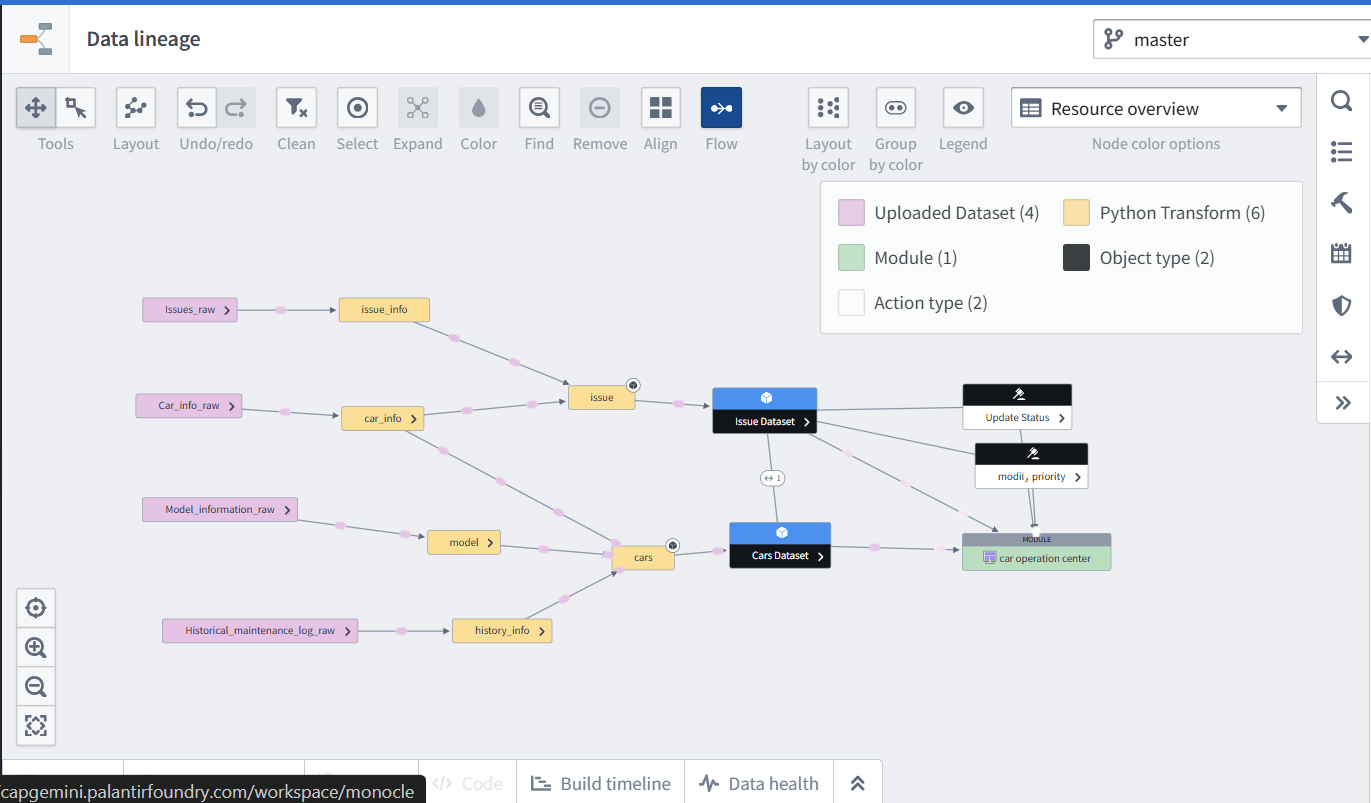 Data lineage
master
Tools
Layout
Undo/redo
Clean
Select
Expand
Color
Find
Remove
Align
Flow
Layout
by color
Group
by color
Legend
Resource overview
Node color options
Uploaded Dataset (4)
Python Transform (6)
Module (1)
Object type (2)
Action type (2)
Issues_raw
issue_info
Car_info_raw
car_info
issue
Issue Dataset
Update Status
priority
1
Model_information_raw
model
cars
Cars Dataset
MODULE
car operation center
Historical_maintenance_log_raw
history_info
Code
Build timeline
Data health
capgemini.palantirfoundry.com/workspace/monocle